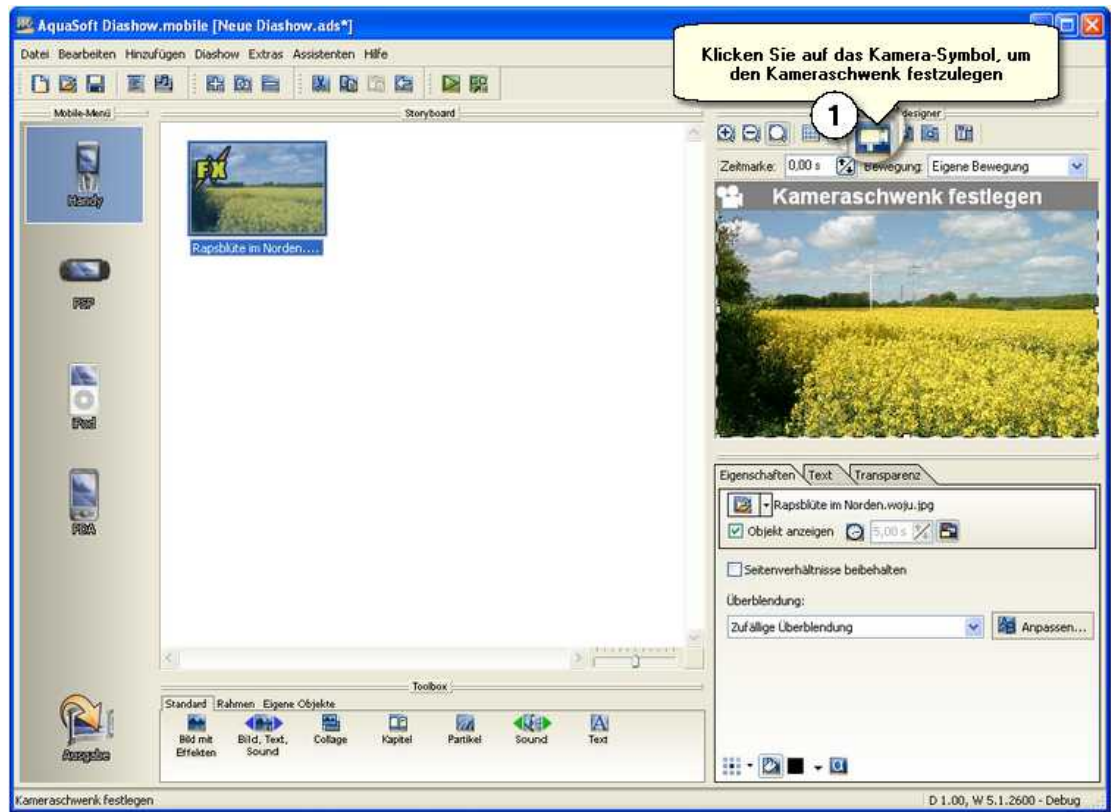 AquaSoft Diashow.mobile [Neue Diashow.ads*]
Datei Bearbeiten Hinzufügen Diashow Extras Assistenten Hilfe
Klicken Sie auf das Kamera-Symbol, um
den Kameraschwenk festzulegen
1
Mobile-Menü
Storyboard
designer
Zeitmarke: 0,00 s Bewegung: Eigene Bewegung
Kameraschwenk festlegen
Handy
PSP
iPod
PDA
Ausgabe
FX
Rapsblüte im Norden....
Eigenschaften Text Transparenz
Rapsblüte im Norden.woju.jpg
Objekt anzeigen 5,00 s
Seitenverhältnisse beibehalten
Überblendung:
Zufällige Überblendung Anpassen...
Toolbox
Standard Rahmen Eigene Objekte
Bild mit Effekten
Bild, Text, Sound
Collage
Kapitel
Partikel
Sound
Text
Kameraschwenk festlegen
D 1.00, W 5.1.2600 - Debug